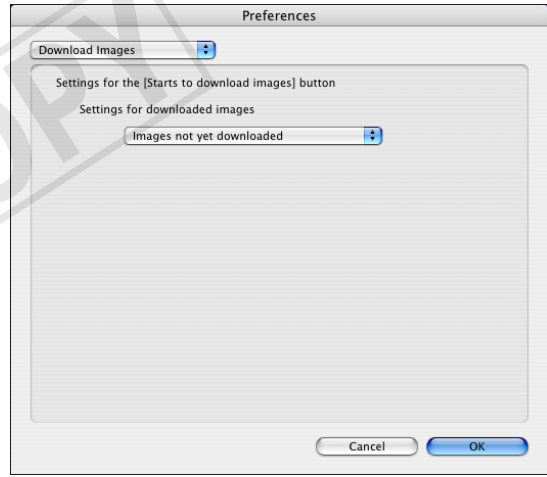 Preferences
Download Images
Settings for the [Starts to download images] button
Settings for downloaded images
Images not yet downloaded
Cancel OK
COPY